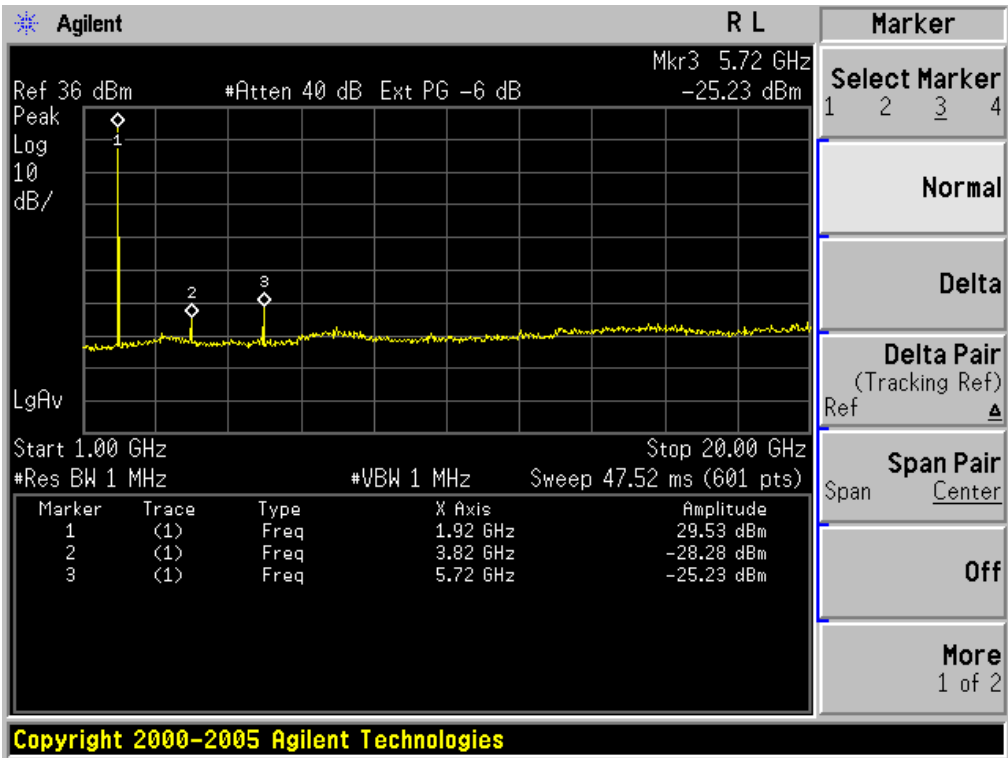 Agilent R L Marker
Mkr3 5.72 GHz
Ref 36 dBm #Atten 40 dB Ext PG -6 dB -25.23 dBm
Peak
Log
10
dB/
1
2
3
LgAv
Start 1.00 GHz Stop 20.00 GHz
#Res BW 1 MHz #VBW 1 MHz Sweep 47.52 ms (601 pts)
Marker Trace Type X Axis Amplitude
1 (1) Freq 1.92 GHz 29.53 dBm
2 (1) Freq 3.82 GHz -28.28 dBm
3 (1) Freq 5.72 GHz -25.23 dBm
Select Marker
1 2 3 4
Normal
Delta
Delta Pair
(Tracking Ref)
Ref Δ
Span Pair
Span Center
Off
More
1 of 2
Copyright 2000-2005 Agilent Technologies